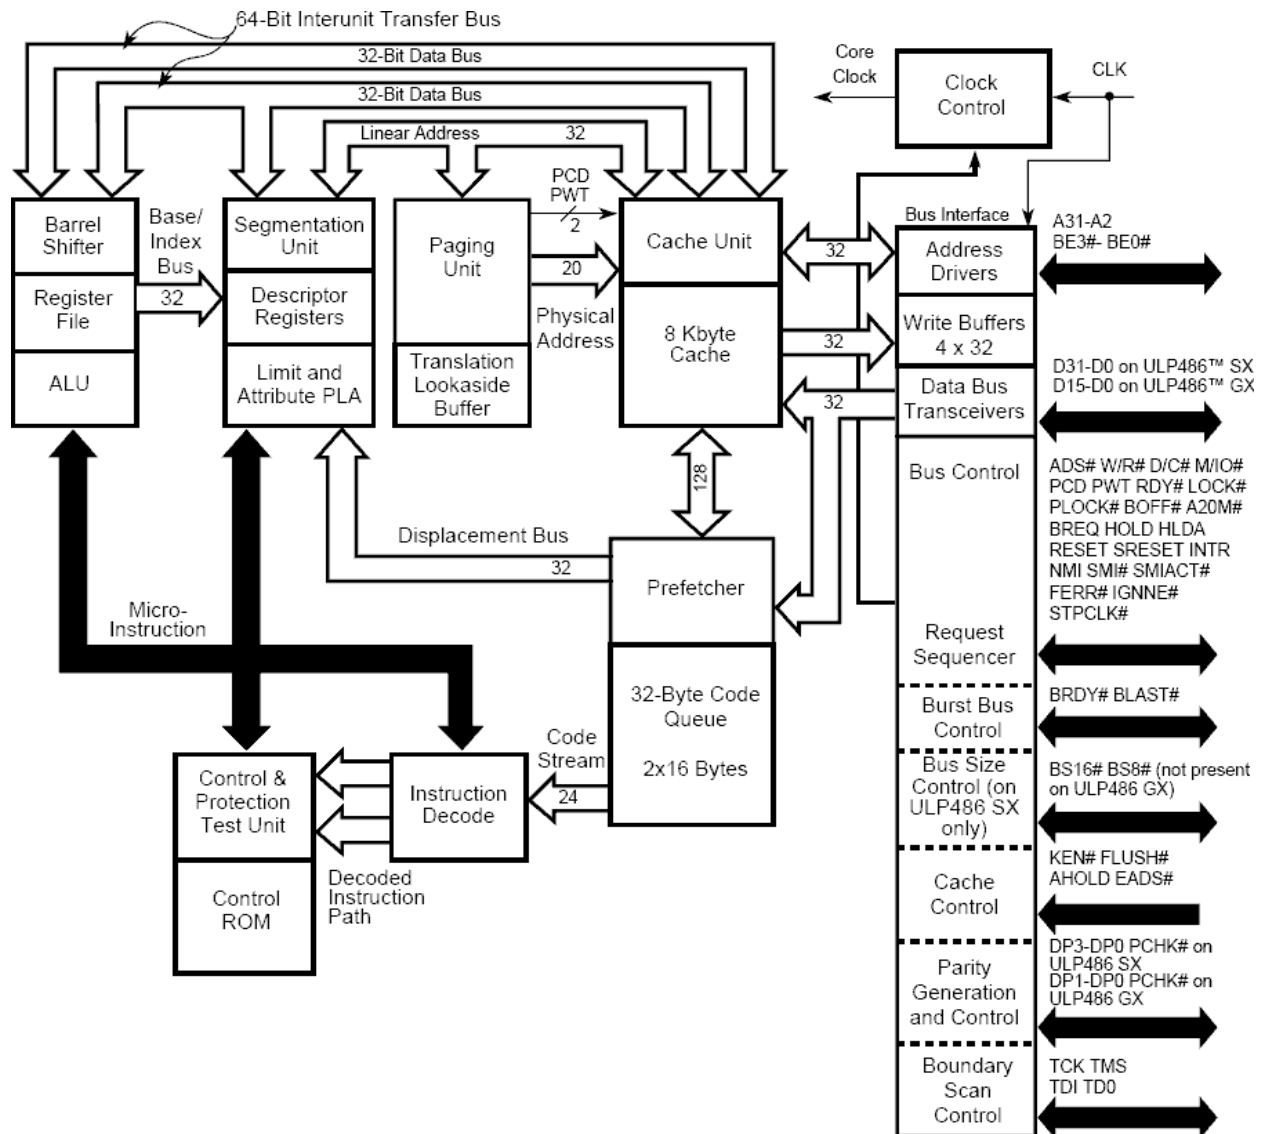 64-Bit Interunit Transfer Bus
32-Bit Data Bus
32-Bit Data Bus
Linear Address
32
Core
Clock
Clock
Control
CLK
PCD
PWT
2
Barrel
Shifter
Register
File
ALU
Base/
Index
Bus
32
Segmentation
Unit
Descriptor
Registers
Limit and
Attribute PLA
Paging
Unit
Translation
Lookaside
Buffer
20
Physical
Address
Cache Unit
8 Kbyte
Cache
32
32
32
128
Bus Interface
Address
Drivers
Write Buffers
4 x 32
Data Bus
Transceivers
Bus Control
Request
Sequencer
Burst Bus
Control
Bus Size
Control (on
ULP486 SX
only)
Cache
Control
Parity
Generation
and Control
Boundary
Scan
Control
A31-A2
BE3#- BE0#
D31-D0 on ULP486™ SX
D15-D0 on ULP486™ GX
ADS# W/R# D/C# M/IO#
PCD PWT RDY# LOCK#
PLOCK# BOFF# A20M#
BREQ HOLD HLDA
RESET SRESET INTR
NMI SMI# SMIACT#
FERR# IGNNE#
STPCLK#
BRDY# BLAST#
BS16# BS8# (not present
on ULP486 GX)
KEN# FLUSH#
AHOLD EADS#
DP3-DP0 PCHK# on
ULP486 SX
DP1-DP0 PCHK# on
ULP486 GX
TCK TMS
TDI TD0
Displacement Bus
32
Prefetcher
32-Byte Code
Queue
2x16 Bytes
Micro-
Instruction
Code
Stream
24
Control &
Protection
Test Unit
Control
ROM
Instruction
Decode
Decoded
Instruction
Path